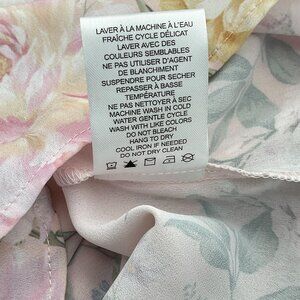 LAVER À LA MACHINE À L'EAU
FRAÎCHE CYCLE DÉLICAT
LAVER AVEC DES
COULEURS SEMBLABLES
NE PAS UTILISER D'AGENT
DE BLANCHIMENT
SUSPENDRE POUR SECHER
REPASSER À BASSE
TEMPÉRATURE
NE PAS NETTOYER À SEC
MACHINE WASH IN COLD
WATER GENTLE CYCLE
WASH WITH LIKE COLORS
DO NOT BLEACH
HANG TO DRY
COOL IRON IF NEEDED
DO NOT DRY CLEAN